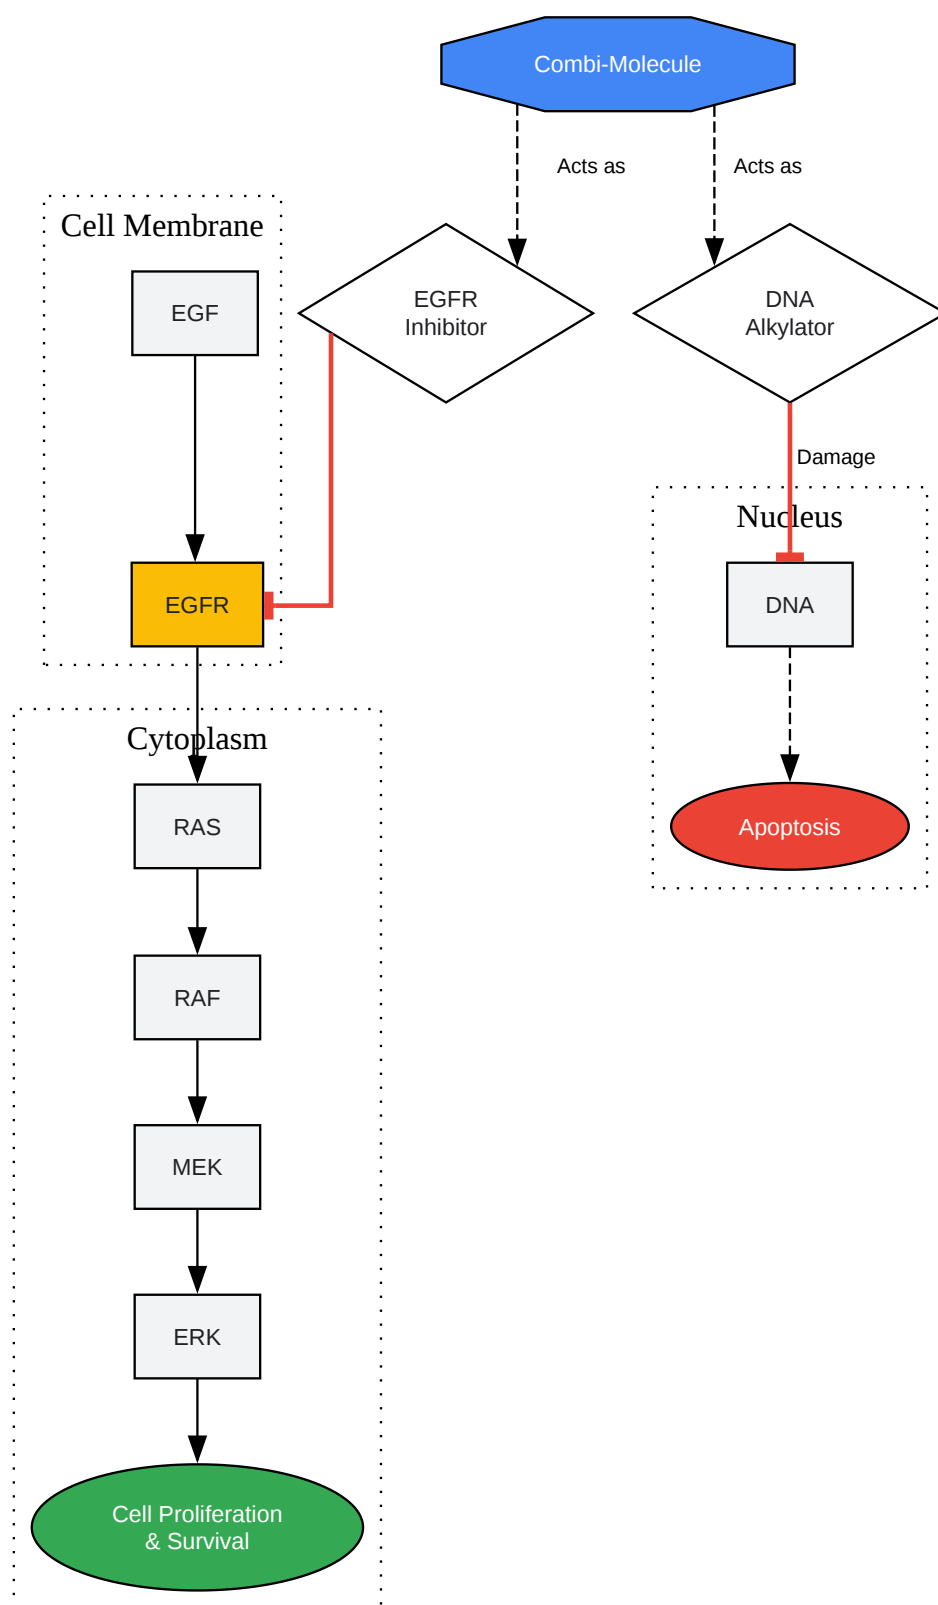 Combi-Molecule
Acts as
Acts as
Cell Membrane
EGF
EGFR
Inhibitor
DNA
Alkylator
Damage
Nucleus
EGFR
DNA
Cytoplasm
RAS
Apoptosis
RAF
MEK
ERK
Cell Proliferation
& Survival